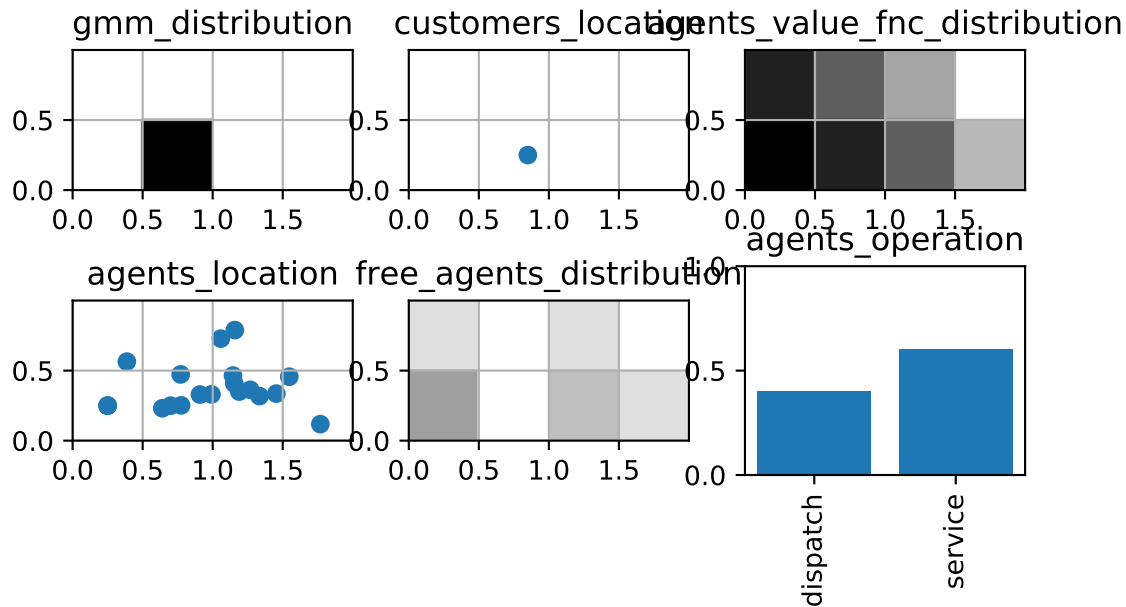 gmm_distribution
customers_location
agents_value_fnc_distribution
0.5
0.0
0.0 0.5 1.0 1.5
0.5
0.0
0.0 0.5 1.0 1.5
0.5
0.0
0.0 0.5 1.0 1.5
agents_location
free_agents_distribution
agents_operation
0.5
0.0
0.0 0.5 1.0 1.5
0.5
0.0
0.0 0.5 1.0 1.5
1.0
0.5
0.0
dispatch
service